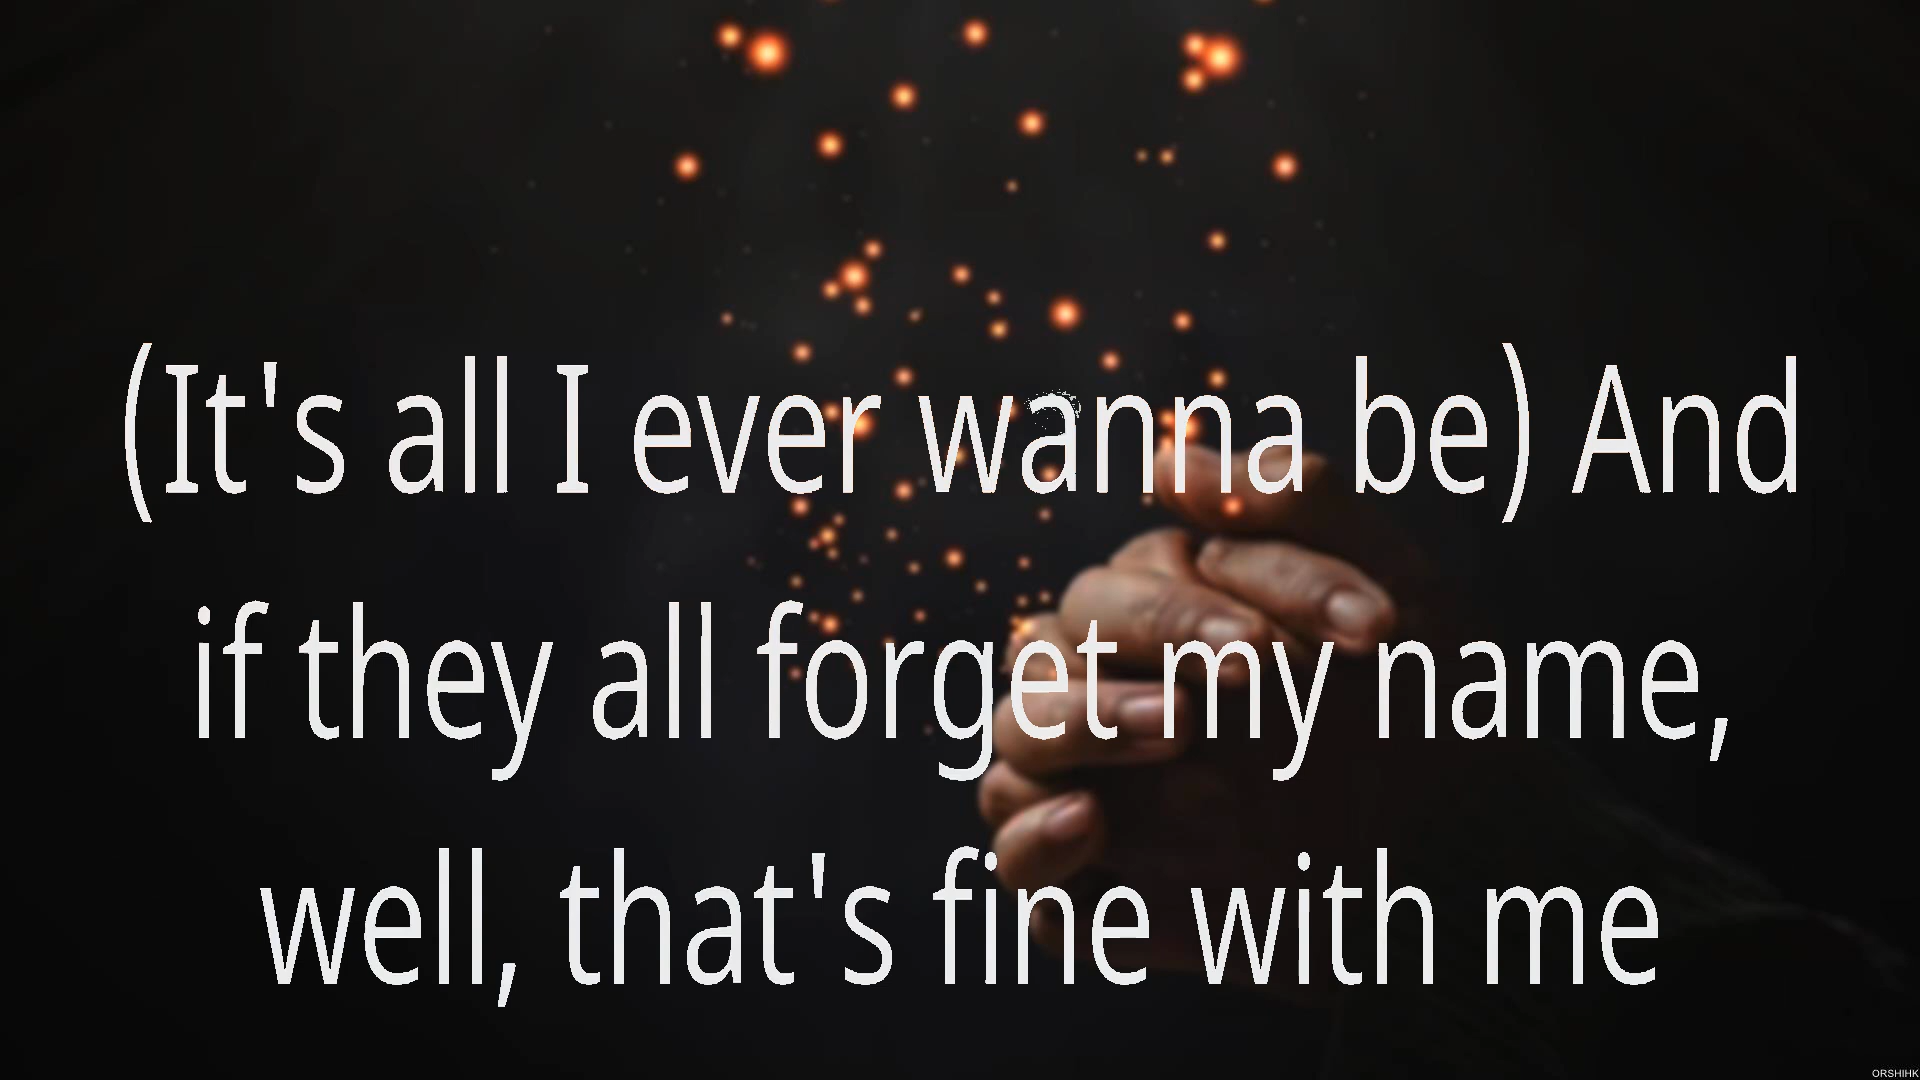 (It's all I ever wanna be) And
if they all forget my name,
well, that's fine with me
ORSHIHK